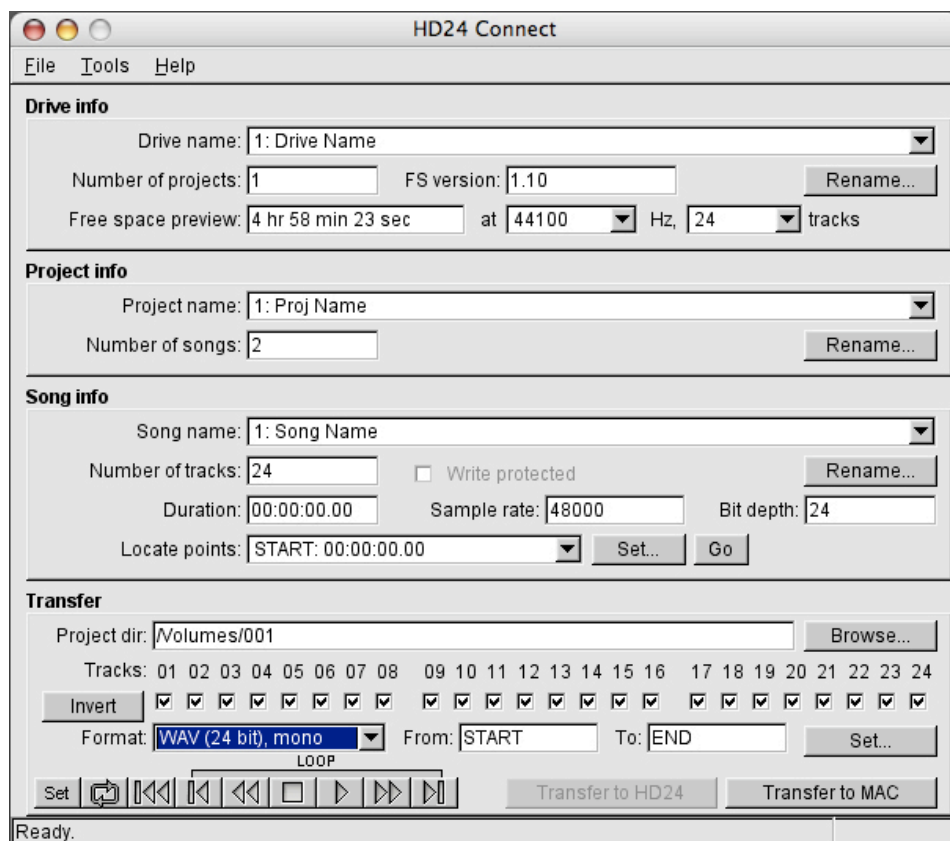 HD24 Connect
File Tools Help
Drive info
Drive name: 1: Drive Name
Number of projects: 1 FS version: 1.10 Rename...
Free space preview: 4 hr 58 min 23 sec at 44100 Hz, 24 tracks
Project info
Project name: 1: Proj Name
Number of songs: 2 Rename...
Song info
Song name: 1: Song Name
Number of tracks: 24 Write protected Rename...
Duration: 00:00:00.00 Sample rate: 48000 Bit depth: 24
Locate points: START: 00:00:00.00 Set... Go
Transfer
Project dir: /Volumes/001 Browse...
Tracks: 01 02 03 04 05 06 07 08 09 10 11 12 13 14 15 16 17 18 19 20 21 22 23 24
Invert
Format: WAV (24 bit), mono From: START To: END Set...
LOOP
Set Transfer to HD24 Transfer to MAC
Ready.